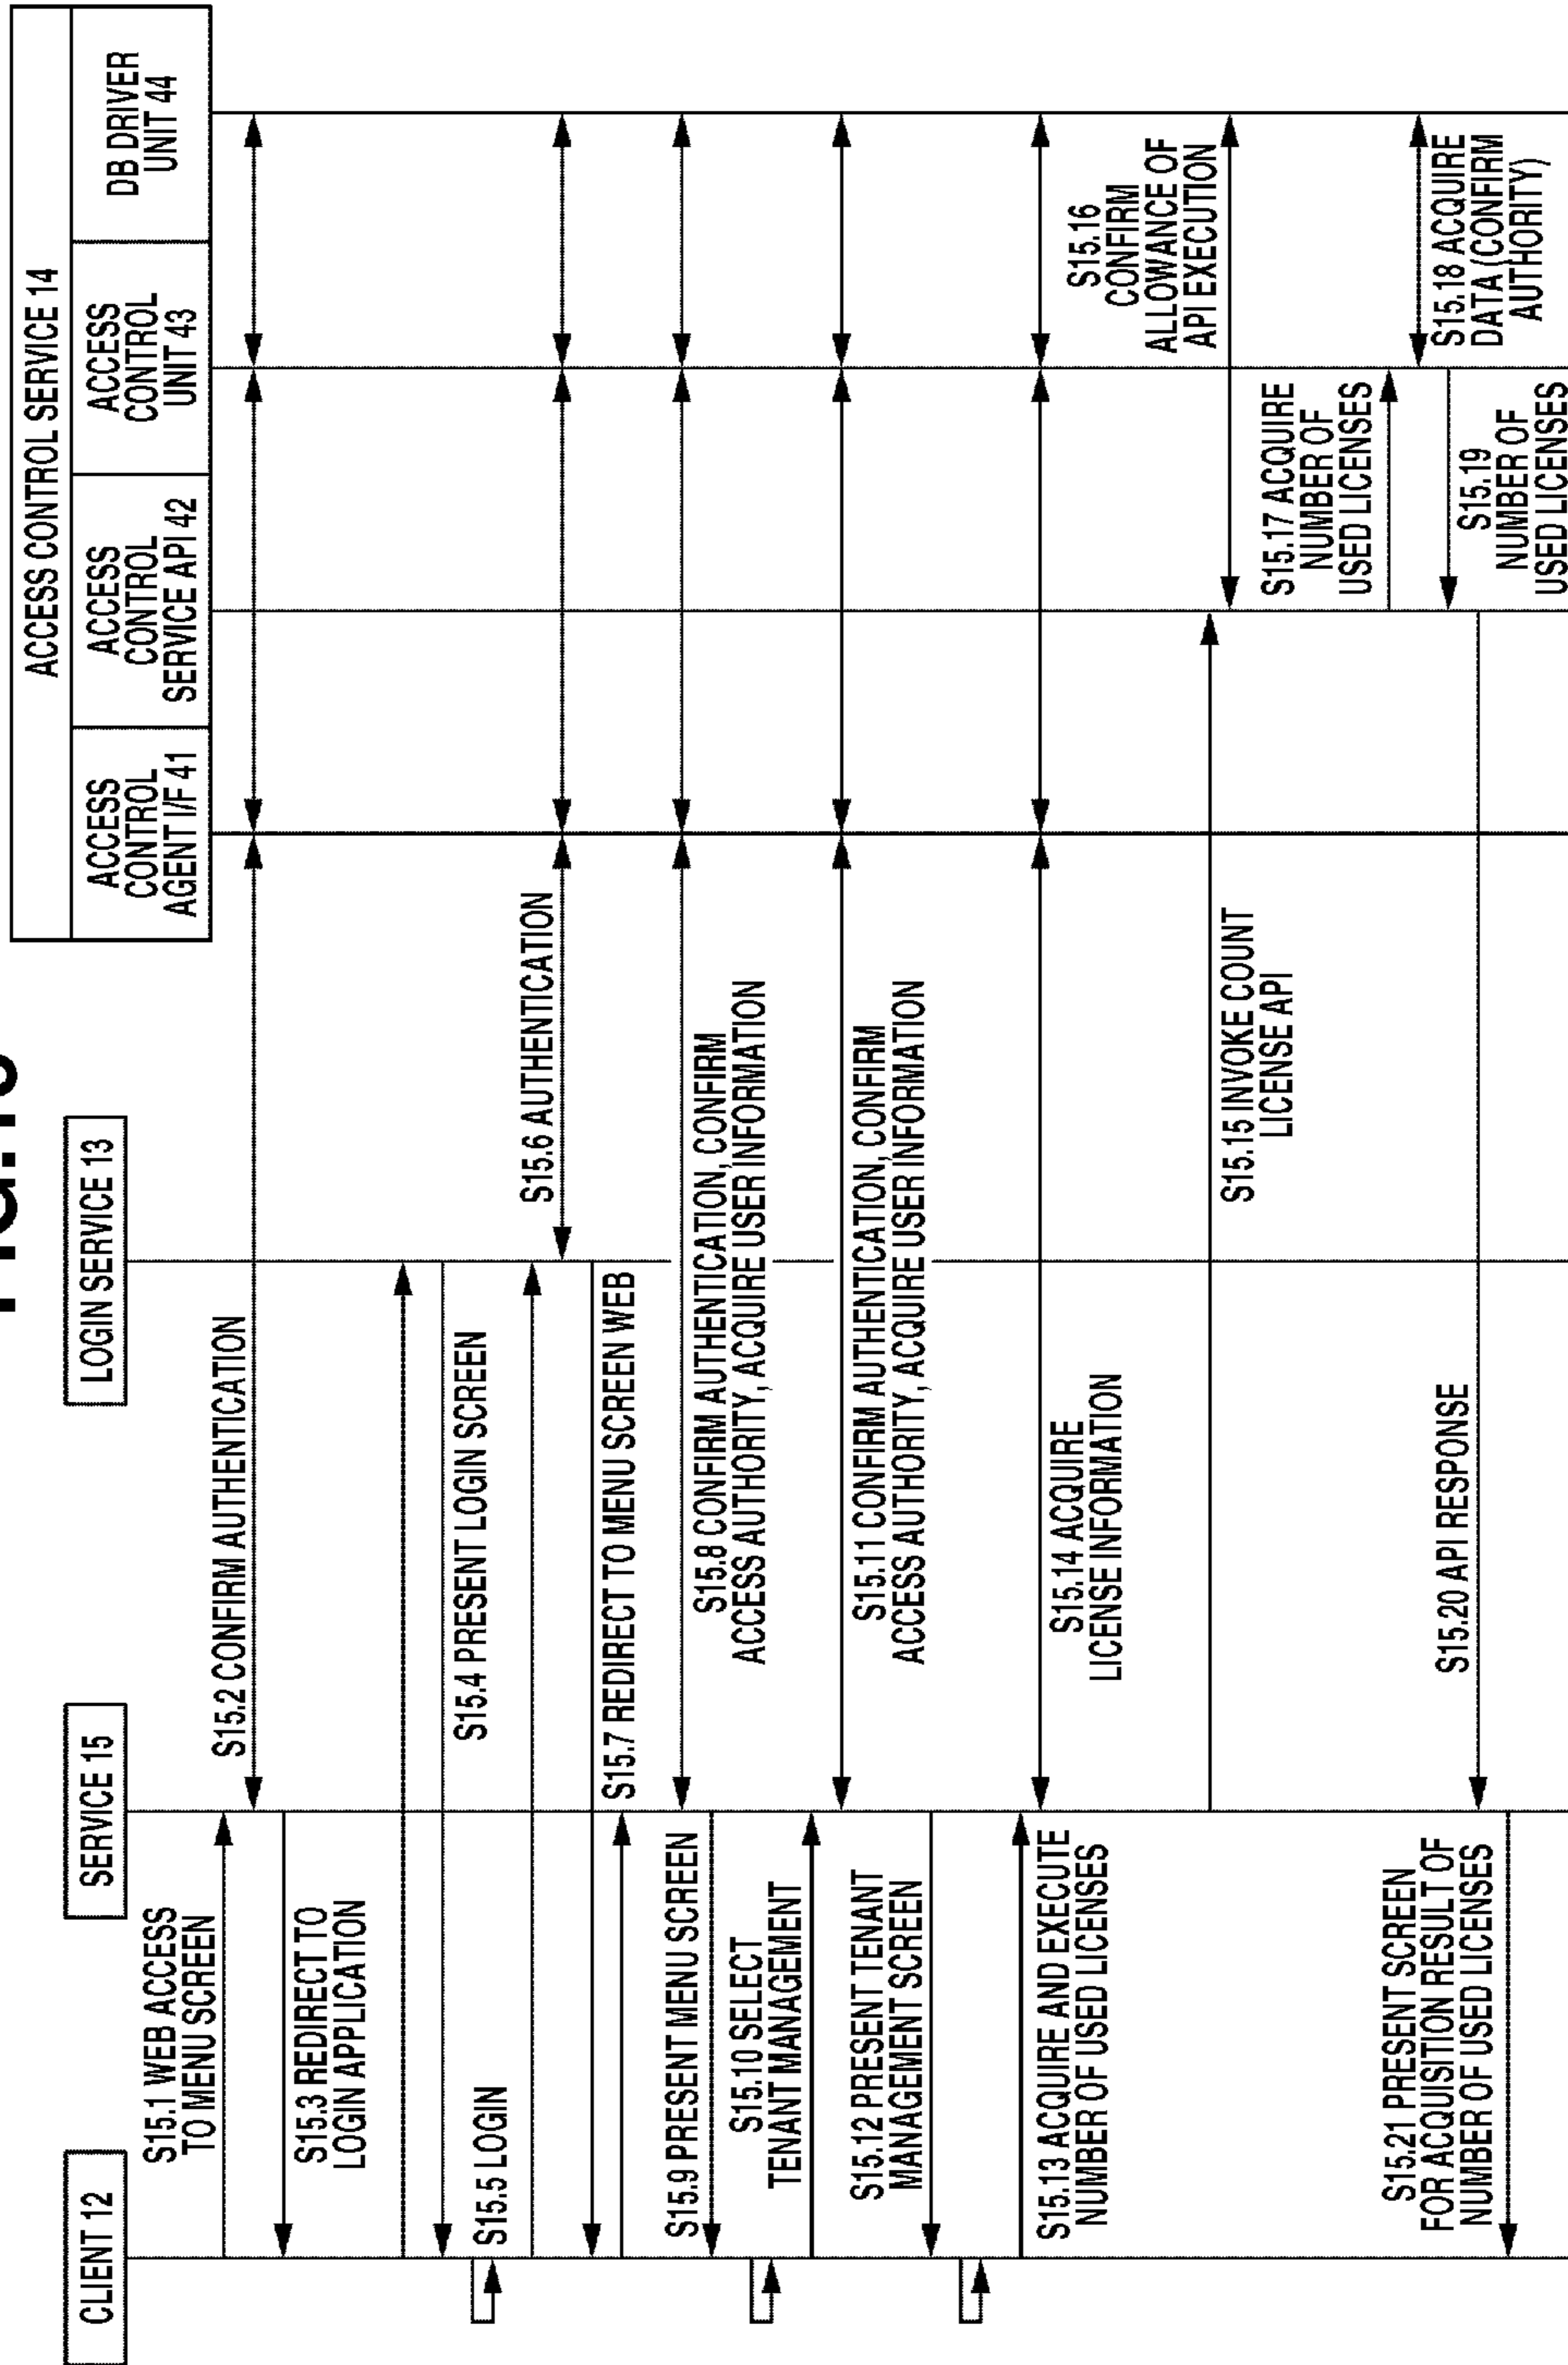 CLIENT 12
SERVICE 15
LOGIN SERVICE 13
ACCESS CONTROL SERVICE 14
ACCESS
CONTROL
AGENT I/F 41
ACCESS
CONTROL
SERVICE API 42
ACCESS
CONTROL
UNIT 43
DB DRIVER
UNIT 44
S15.1 WEB ACCESS
TO MENU SCREEN
S15.2 CONFIRM AUTHENTICATION
S15.3 REDIRECT TO
LOGIN APPLICATION
S15.4 PRESENT LOGIN SCREEN
S15.5 LOGIN
S15.6 AUTHENTICATION
S15.7 REDIRECT TO MENU SCREEN WEB
S15.8 CONFIRM AUTHENTICATION, CONFIRM
ACCESS AUTHORITY, ACQUIRE USER INFORMATION
S15.9 PRESENT MENU SCREEN
S15.10 SELECT
TENANT MANAGEMENT
S15.11 CONFIRM AUTHENTICATION, CONFIRM
ACCESS AUTHORITY, ACQUIRE USER INFORMATION
S15.12 PRESENT TENANT
MANAGEMENT SCREEN
S15.13 ACQUIRE AND EXECUTE
NUMBER OF USED LICENSES
S15.14 ACQUIRE
LICENSE INFORMATION
S15.15 INVOKE COUNT
LICENSE API
S15.16
CONFIRM
ALLOWANCE OF
API EXECUTION
S15.17 ACQUIRE
NUMBER OF
USED LICENSES
S15.18 ACQUIRE
DATA (CONFIRM
AUTHORITY)
S15.19
NUMBER OF
USED LICENSES
S15.20 API RESPONSE
S15.21 PRESENT SCREEN
FOR ACQUISITION RESULT OF
NUMBER OF USED LICENSES